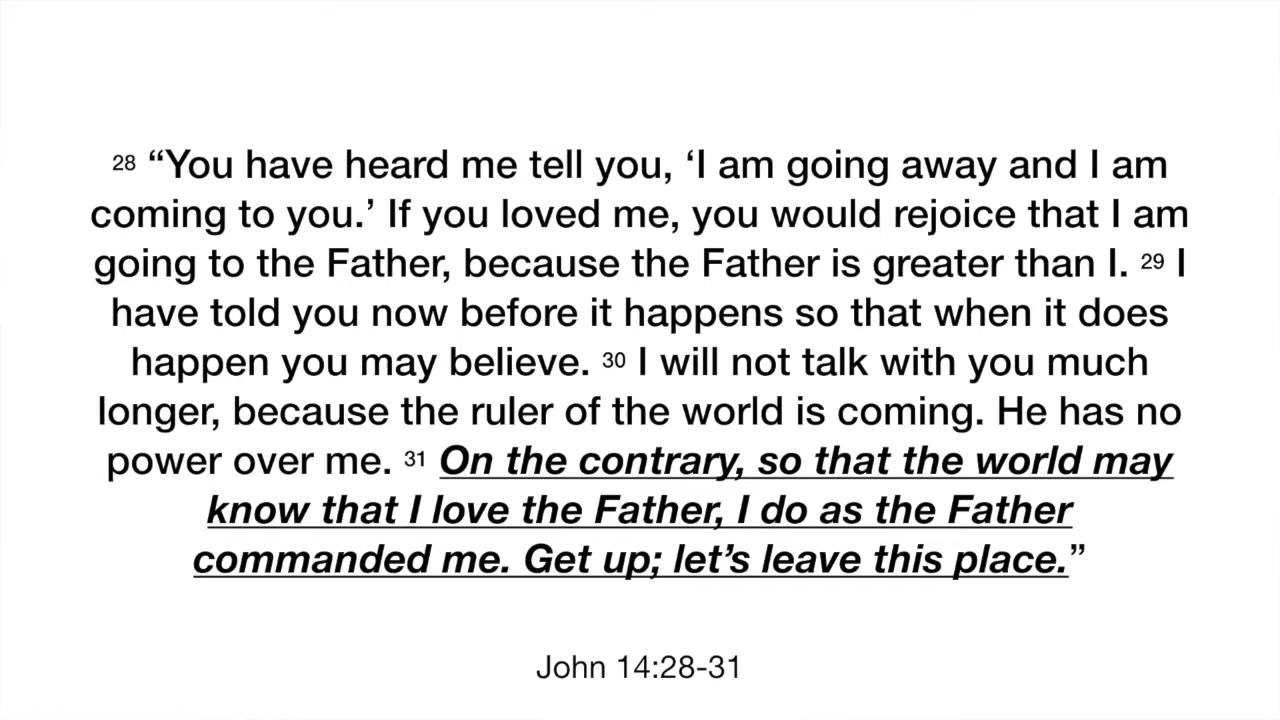 28 “You have heard me tell you, ‘I am going away and I am
coming to you.’ If you loved me, you would rejoice that I am
going to the Father, because the Father is greater than I. 29 I
have told you now before it happens so that when it does
happen you may believe. 30 I will not talk with you much
longer, because the ruler of the world is coming. He has no
power over me. 31 On the contrary, so that the world may
know that I love the Father, I do as the Father
commanded me. Get up; let’s leave this place.”
John 14:28-31